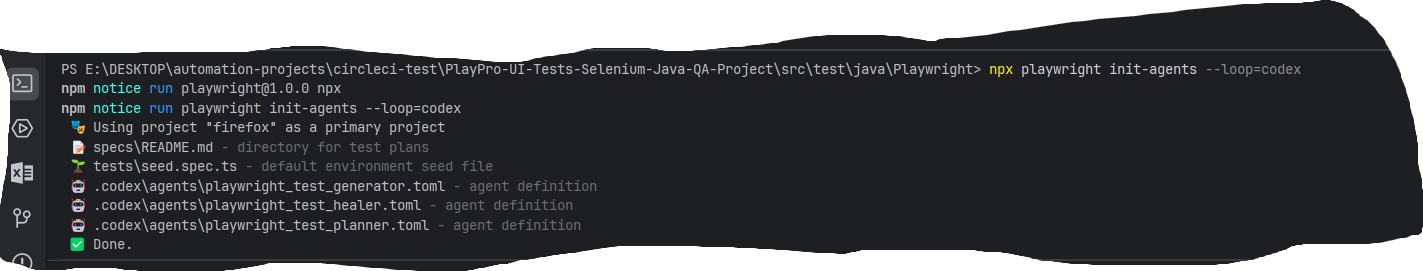 PS E:\DESKTOP\automation-projects\circleci-test\PlayPro-UI-Tests-Selenium-Java-QA-Project\src\test\java\Playwright> npx playwright init-agents --loop=codex
npm notice run playwright@1.0.0 npx
npm notice run playwright init-agents --loop=codex
🎭 Using project "firefox" as a primary project
📝 specs\README.md - directory for test plans
🌱 tests\seed.spec.ts - default environment seed file
🤖 .codex\agents\playwright_test_generator.toml - agent definition
🤖 .codex\agents\playwright_test_healer.toml - agent definition
🤖 .codex\agents\playwright_test_planner.toml - agent definition
✅ Done.